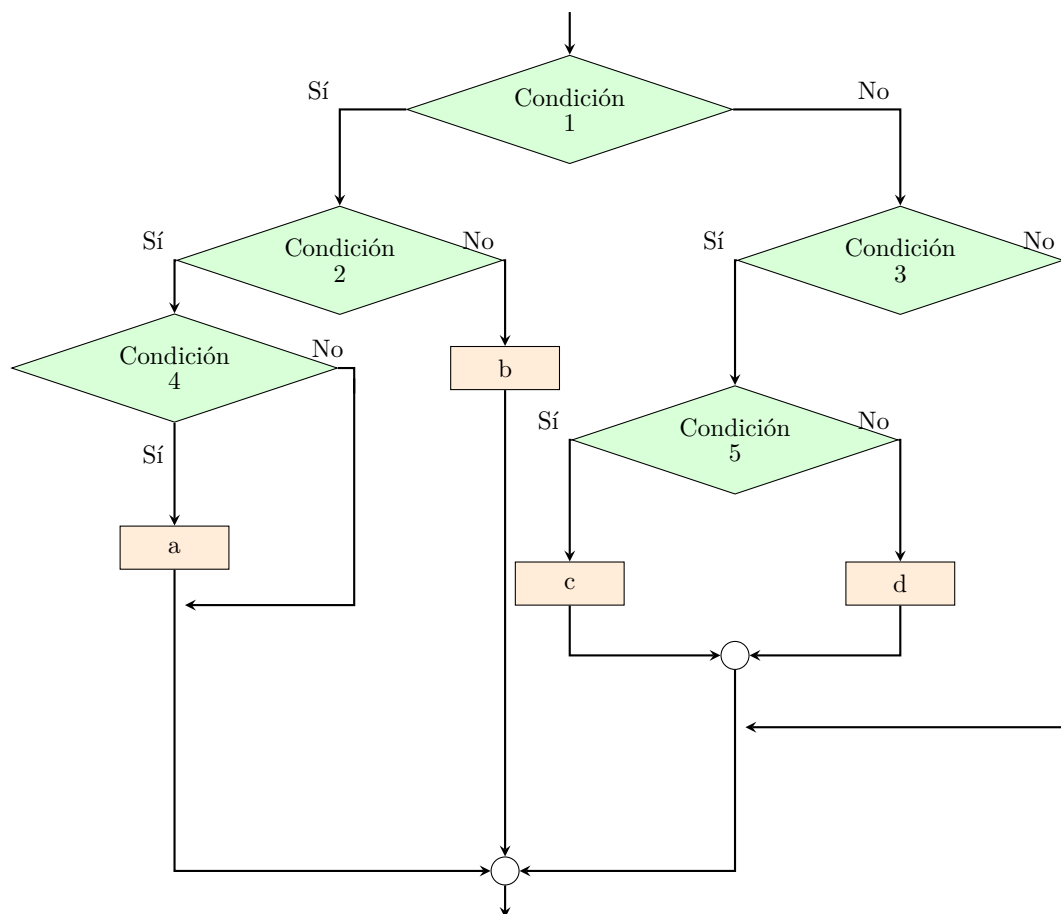 Sí
Condición
1
No
Sí
Condición
2
No
Sí
Condición
3
No
Condición
4
No
b
Sí
Sí
Condición
5
No
a
c
d